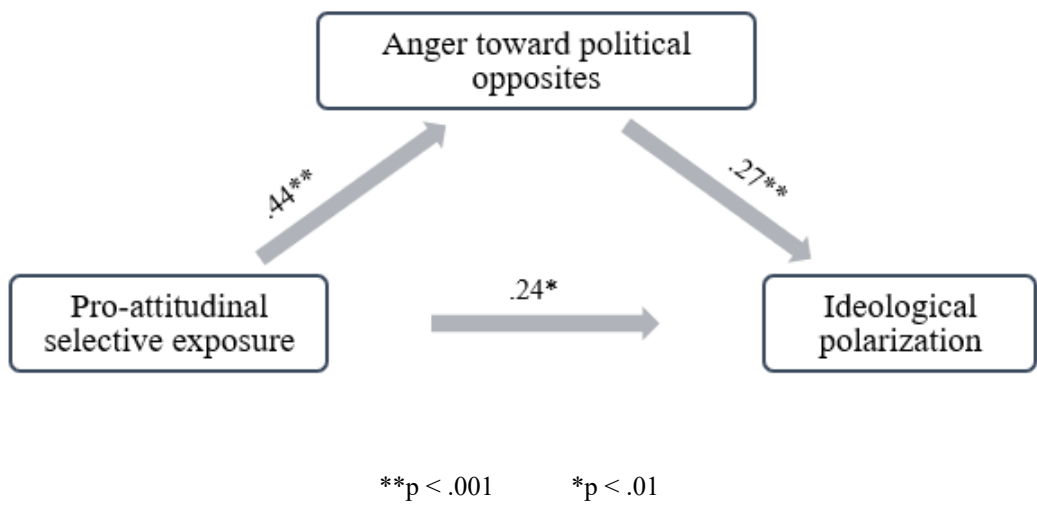 Anger toward political
opposites
.44**
.27**
Pro-attitudinal
selective exposure
.24*
Ideological
polarization
**p < .001 *p < .01